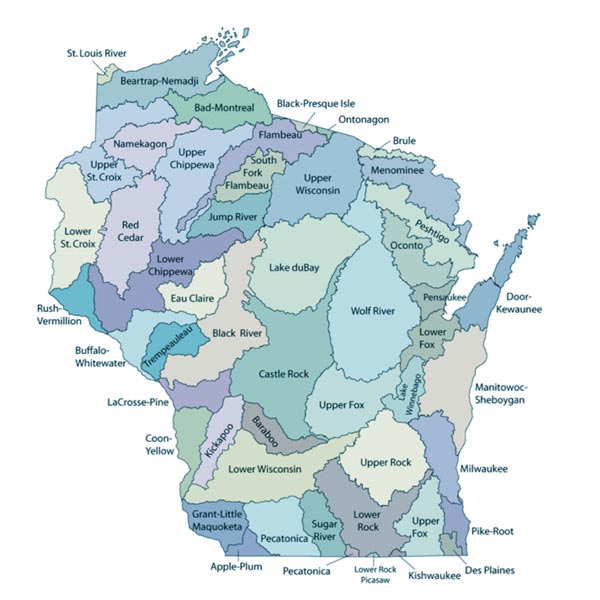 St. Louis River
Beartrap-Nemadji
Bad-Montreal
Black-Presque Isle
Ontonagon
Flambeau
Brule
Namekagon
Upper
Chippewa
South
Fork
Flambeau
Menominee
Upper
St. Croix
Upper
Wisconsin
Red
Cedar
Jump River
Lower
St. Croix
Peshtigo
Oconto
Lower
Chippewa
Lake duBay
Eau Claire
Pensaukee
Door-
Kewaunee
Rush-
Vermillion
Wolf River
Black River
Trempeauleau
Lower
Fox
Buffalo-
Whitewater
Castle Rock
Lake
Winnebago
Manitowoc-
Sheboygan
LaCrosse-Pine
Upper Fox
Coon-
Yellow
Kickapoo
Baraboo
Lower Wisconsin
Upper Rock
Milwaukee
Grant-Little
Maquoketa
Pecatonica
Sugar
River
Lower
Rock
Upper
Fox
Pike-Root
Apple-Plum
Pecatonica
Lower Rock
Picasaw
Kishwaukee
Des Plaines